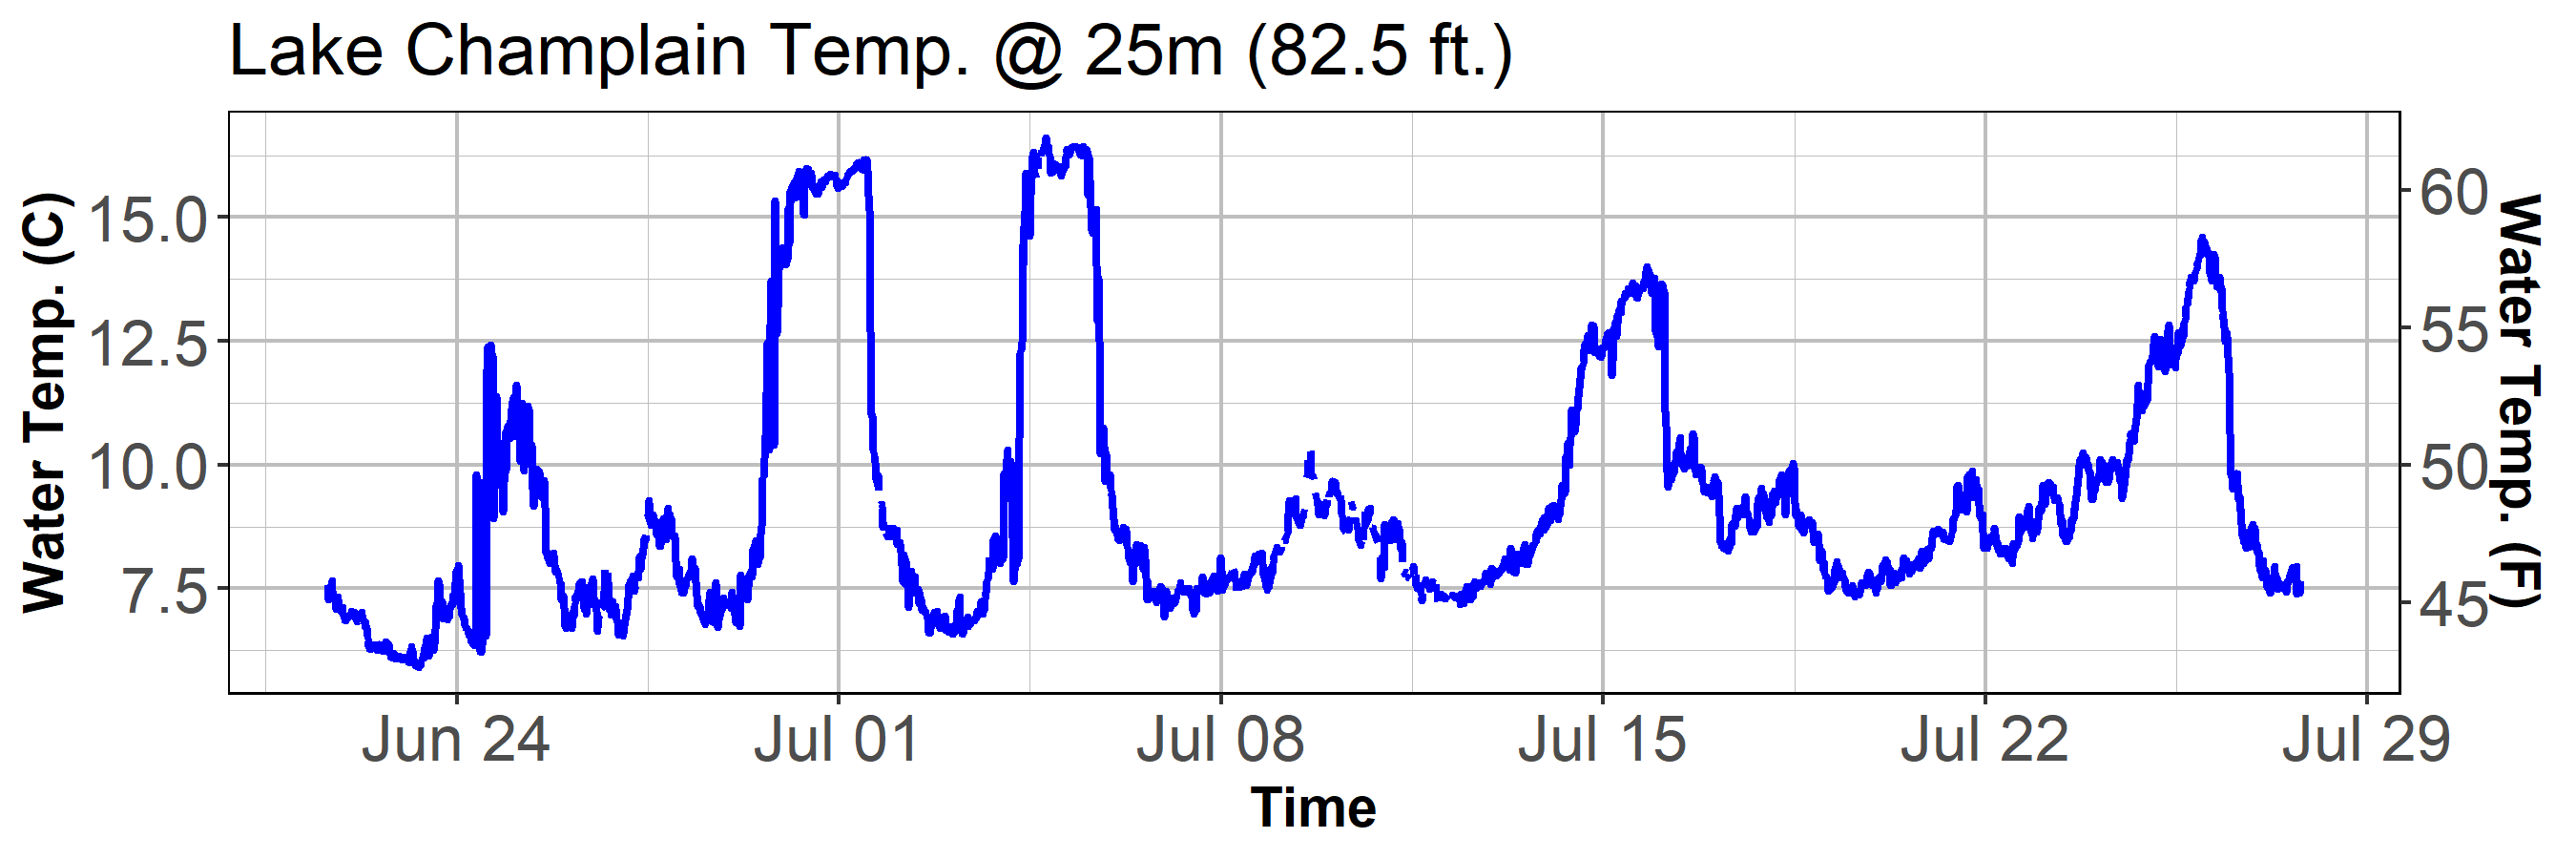 Lake Champlain Temp. @ 25m (82.5 ft.)
Water Temp. (C)
15.0
12.5
10.0
7.5
60
55
50
45
Water Temp. (F)
Jun 24 Jul 01 Jul 08 Jul 15 Jul 22 Jul 29
Time